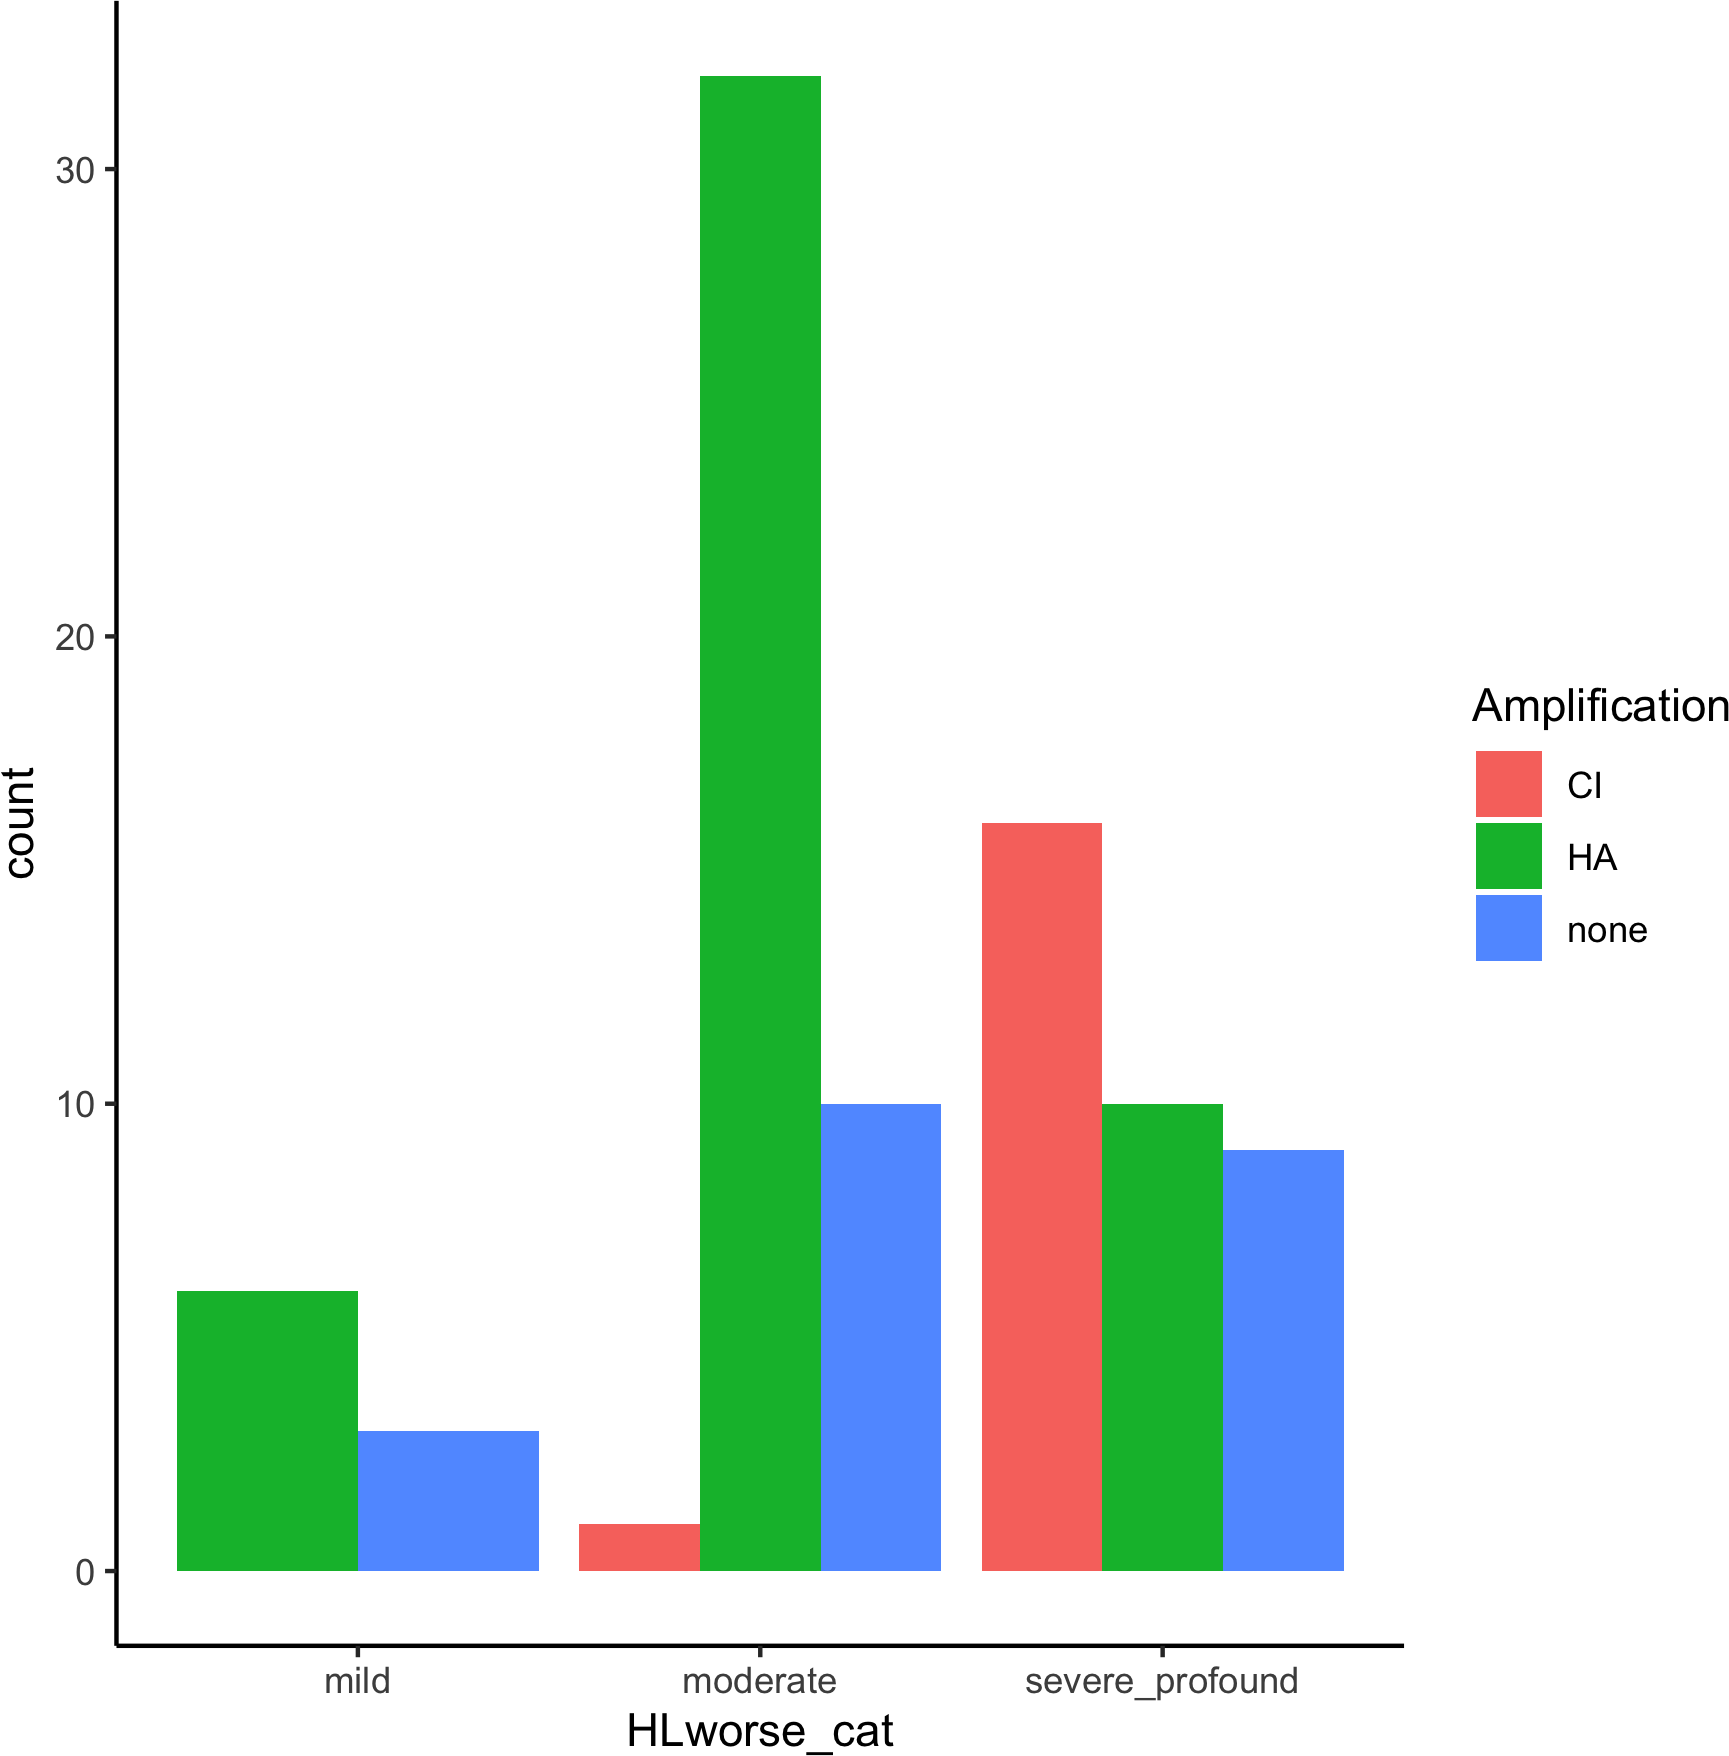 count
30
20
10
0
mild moderate severe_profound
HLworse_cat
Amplification
CI
HA
none